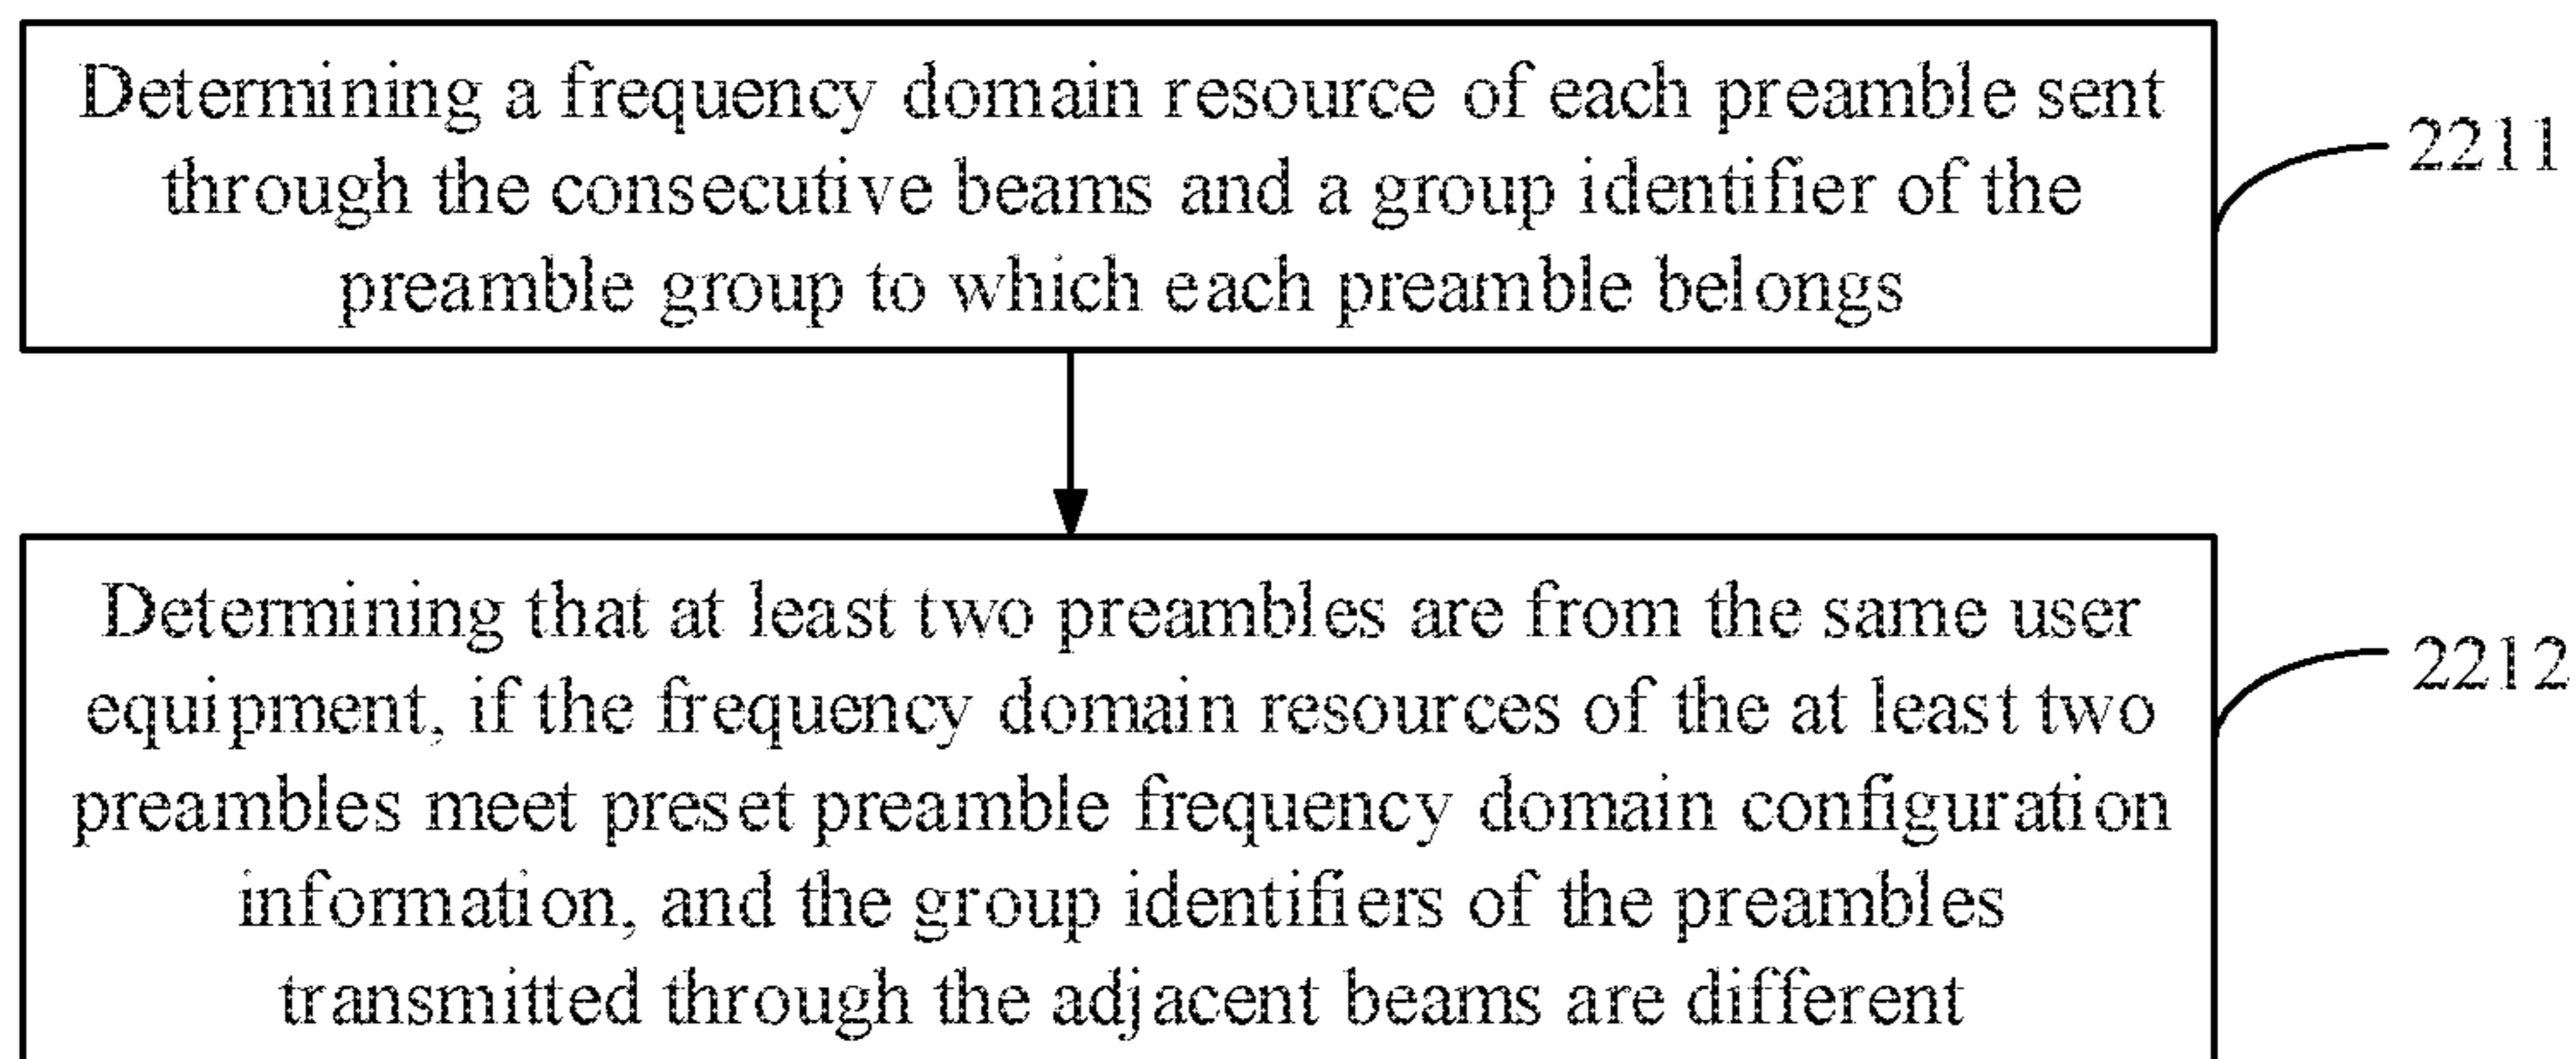 Determining a frequency domain resource of each preamble sent
through the consecutive beams and a group identifier of the
preamble group to which each preamble belongs
2211
Determining that at least two preambles are from the same user
equipment, if the frequency domain resources of the at least two
preambles meet preset preamble frequency domain configuration
information, and the group identifiers of the preambles
transmitted through the adjacent beams are different
2212